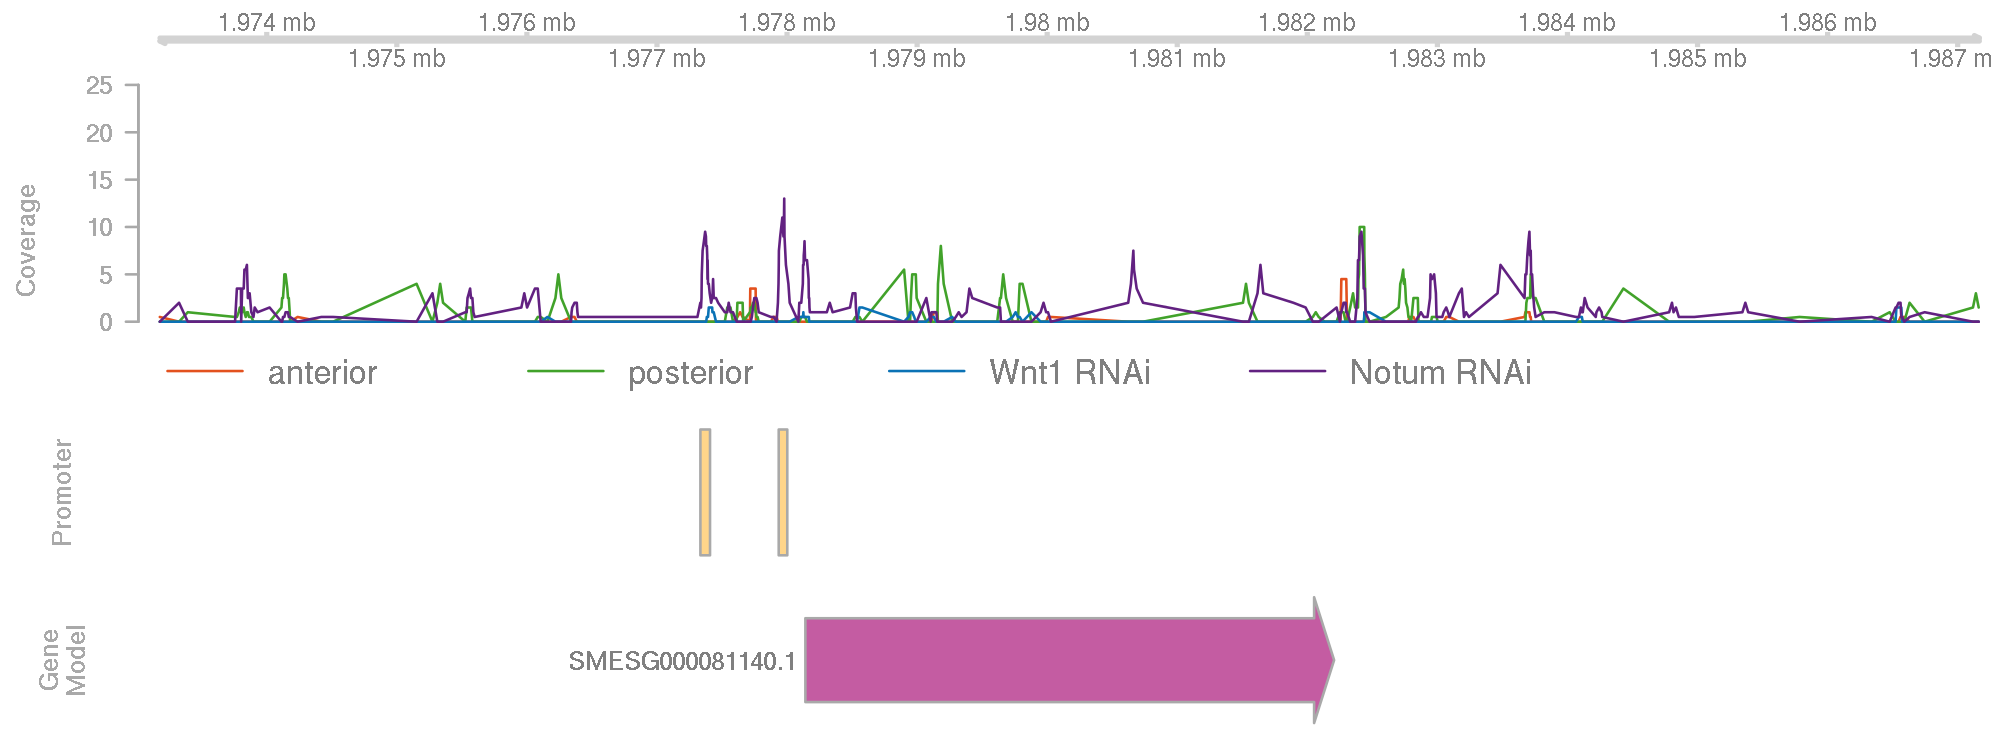 1.974 mb 1.976 mb 1.978 mb 1.98 mb 1.982 mb 1.984 mb 1.986 mb
1.975 mb 1.977 mb 1.979 mb 1.981 mb 1.983 mb 1.985 mb 1.987 m
Coverage
25
20
15
10
5
0
anterior posterior Wnt1 RNAi Notum RNAi
Promoter
Gene
Model
SMESG000081140.1